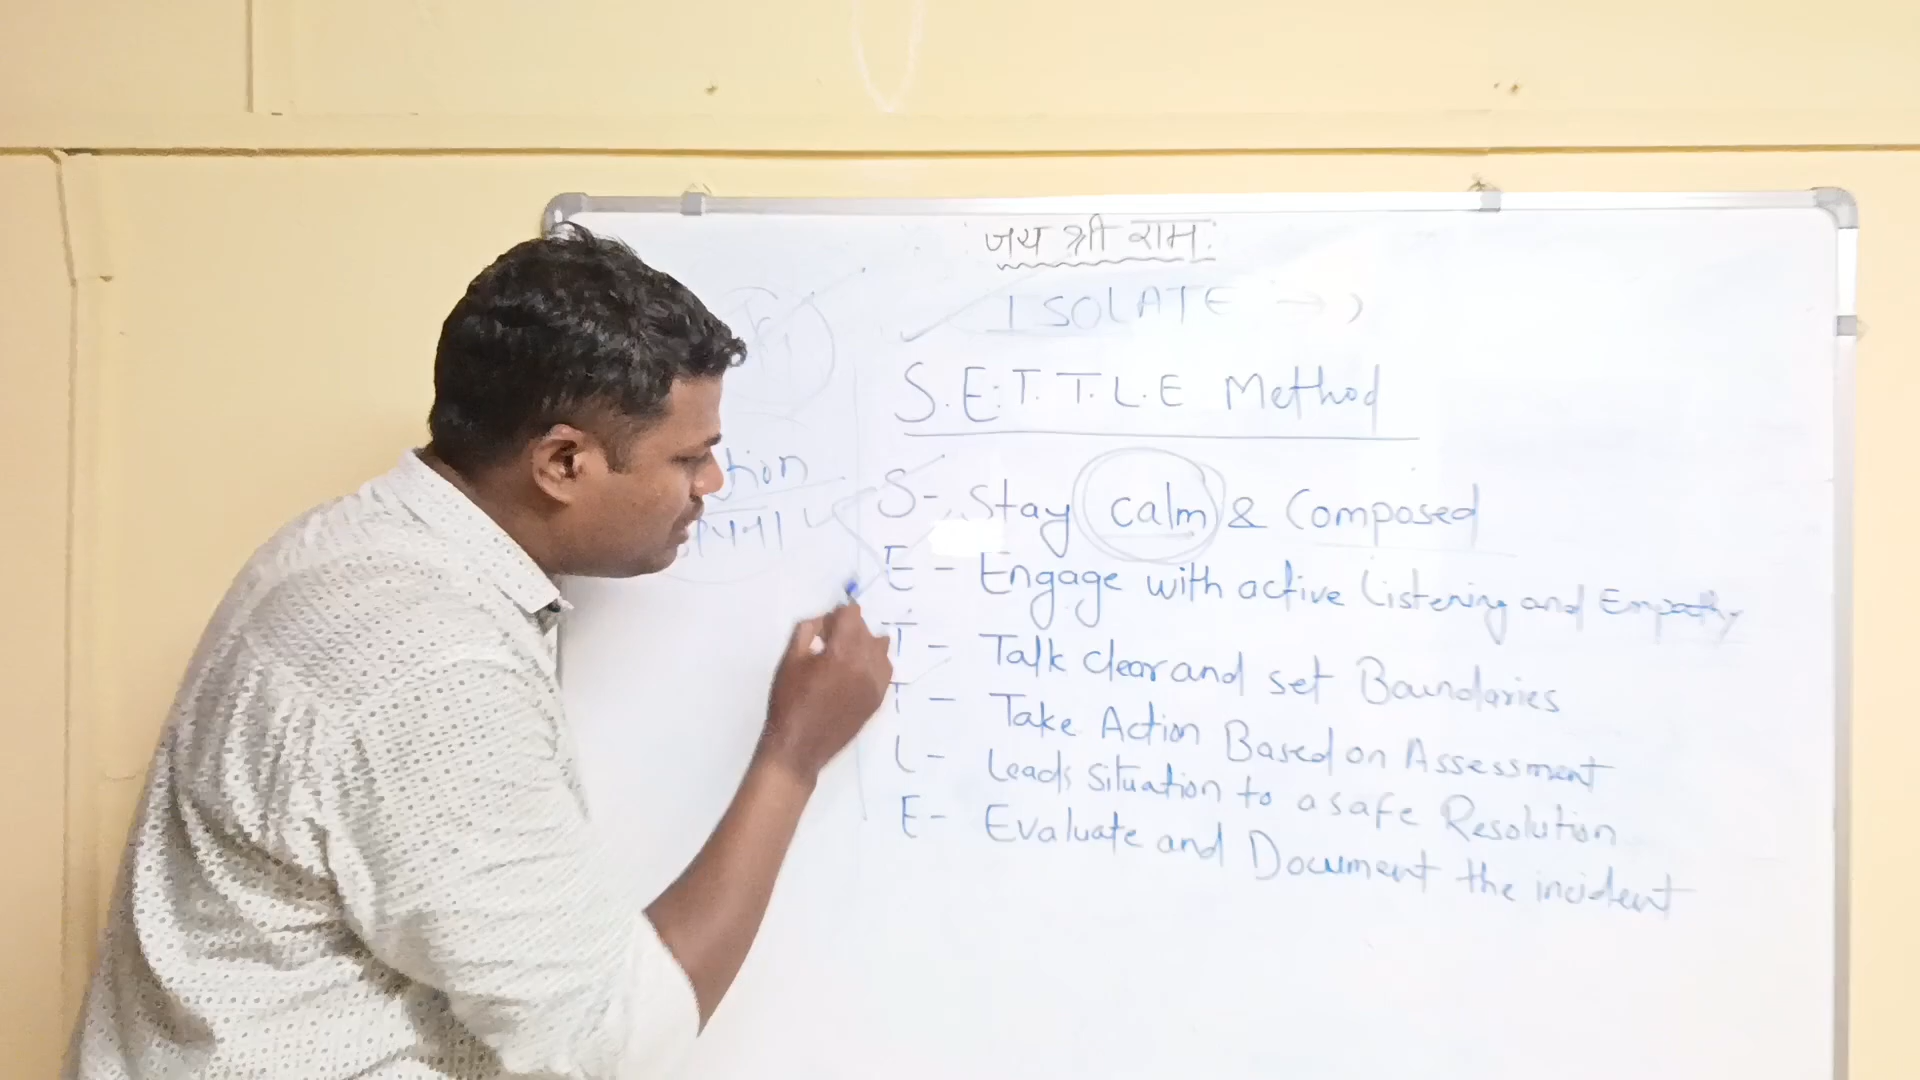 जय श्री राम:
ISOLATE →
S.E.T.T.L.E Method
tion
S- Stay calm & Composed
E - Engage with active Listening and Empathy
T - Talk clear and set Boundaries
T - Take Action Based on Assessment
L- Leads Situation to a safe Resolution
E- Evaluate and Document the incident